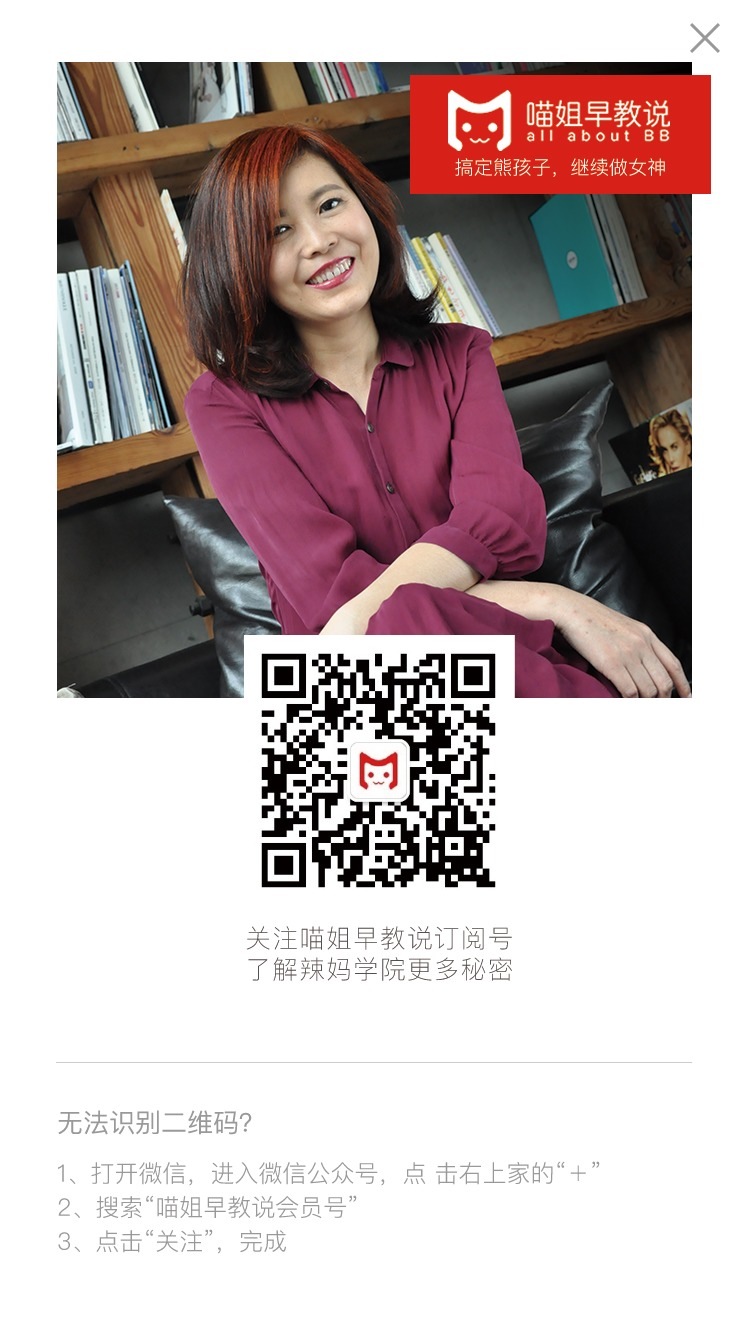 喵姐早教说
all about BB
搞定熊孩子，继续做女神
关注喵姐早教说订阅号
了解辣妈学院更多秘密
无法识别二维码？
1、打开微信，进入微信公众号，点 击右上家的“＋”
2、搜索“喵姐早教说会员号”
3、点击“关注”，完成